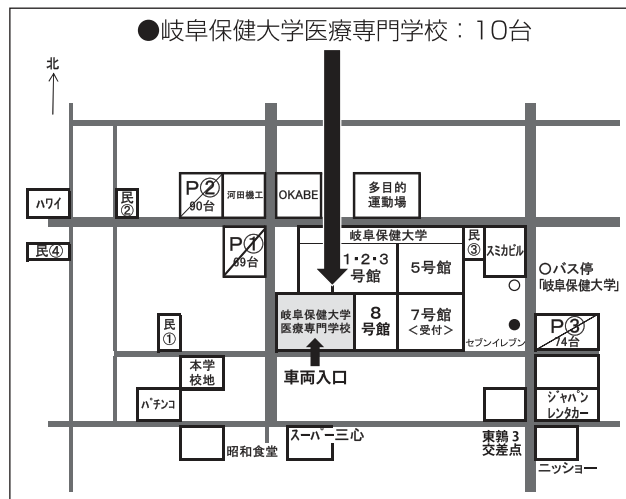 ●岐阜保健大学医療専門学校：10台
北
ハワイ
民②
P②
90台
河田機工
OKABE
多目的
運動場
民④
P①
69台
岐阜保健大学
1・2・3
号館
5号館
民③
スミカビル
○バス停
「岐阜保健大学」
民①
岐阜保健大学
医療専門学校
8
号館
7号館
＜受付＞
セブンイレブン
P③
74台
本学
校地
車両入口
パチンコ
ジャパン
レンタカー
昭和食堂
スーパー三心
東鶉3
交差点
ニッショー